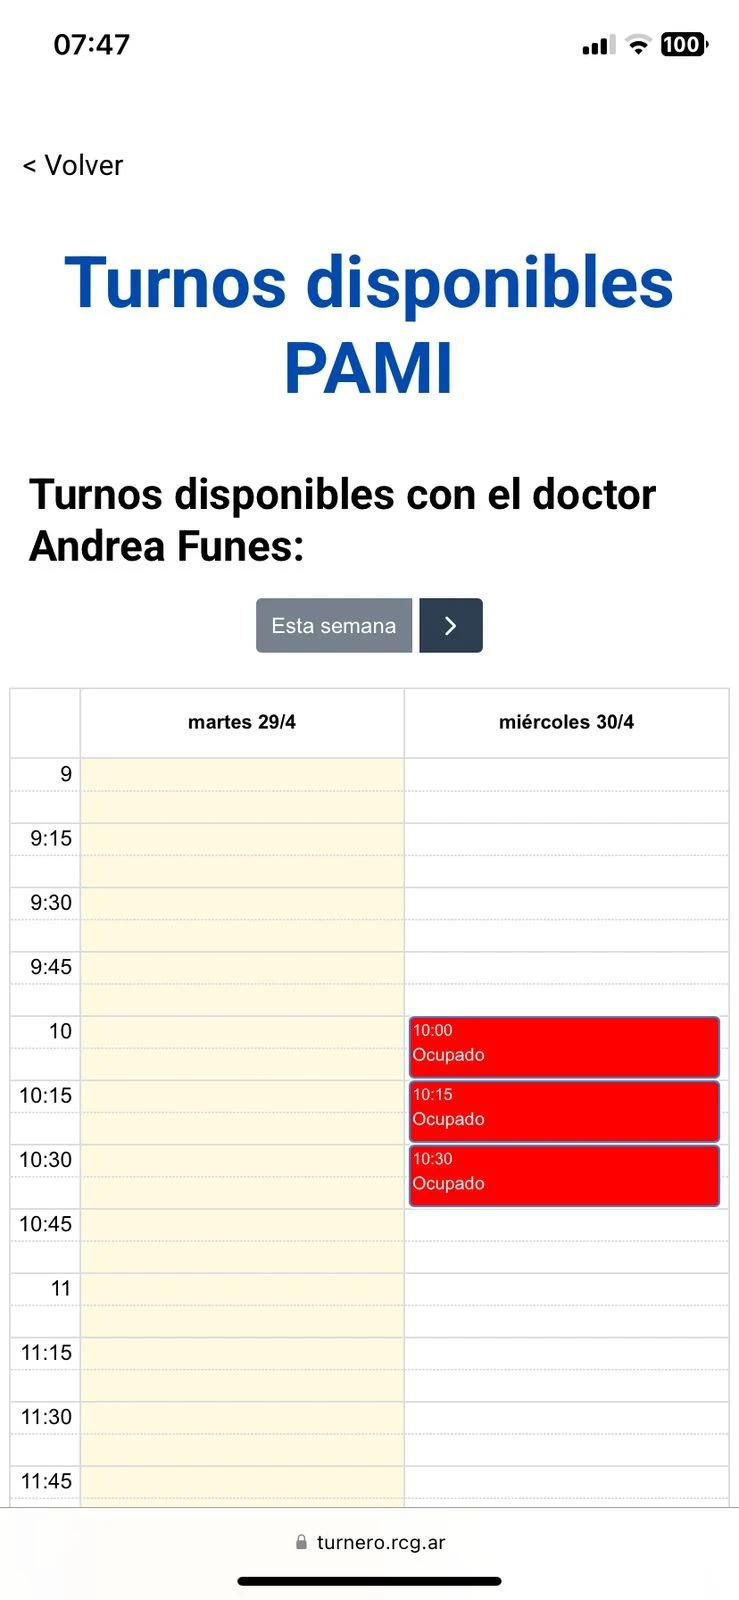 07:47
100
< Volver
Turnos disponibles
PAMI
Turnos disponibles con el doctor
Andrea Funes:
Esta semana
martes 29/4
miércoles 30/4
9
9:15
9:30
9:45
10
10:00
Ocupado
10:15
10:15
Ocupado
10:30
10:30
Ocupado
10:45
11
11:15
11:30
11:45
turnero.rcg.ar